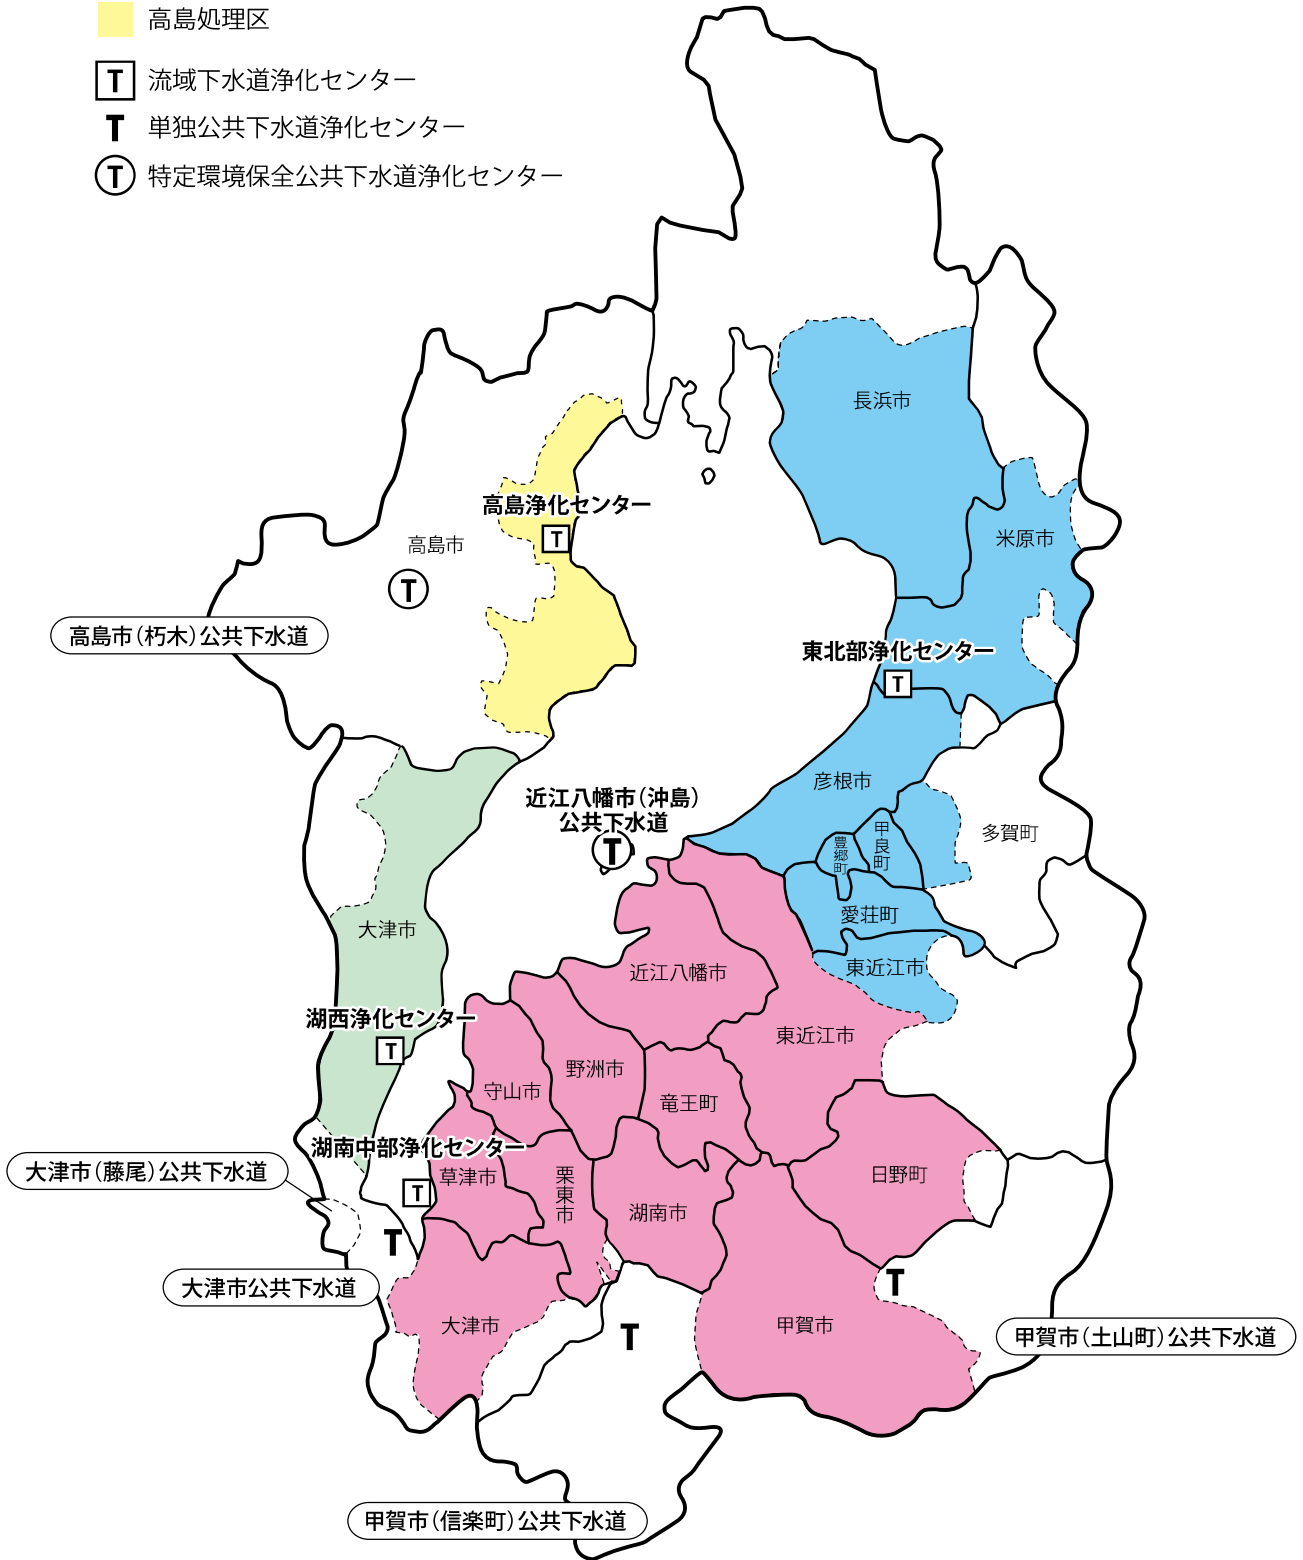 高島処理区
T 流域下水道浄化センター
T 単独公共下水道浄化センター
T 特定環境保全公共下水道浄化センター
長浜市
高島浄化センター
T
高島市
T
米原市
高島市（朽木）公共下水道
東北部浄化センター
T
彦根市
近江八幡市（沖島）
公共下水道
T
甲良町
豊郷町
多賀町
愛荘町
大津市
東近江市
近江八幡市
湖西浄化センター
T
東近江市
野洲市
守山市
竜王町
湖南中部浄化センター
T
草津市
栗東市
日野町
大津市（藤尾）公共下水道
湖南市
T
大津市公共下水道
T
大津市
T
甲賀市
甲賀市（土山町）公共下水道
甲賀市（信楽町）公共下水道